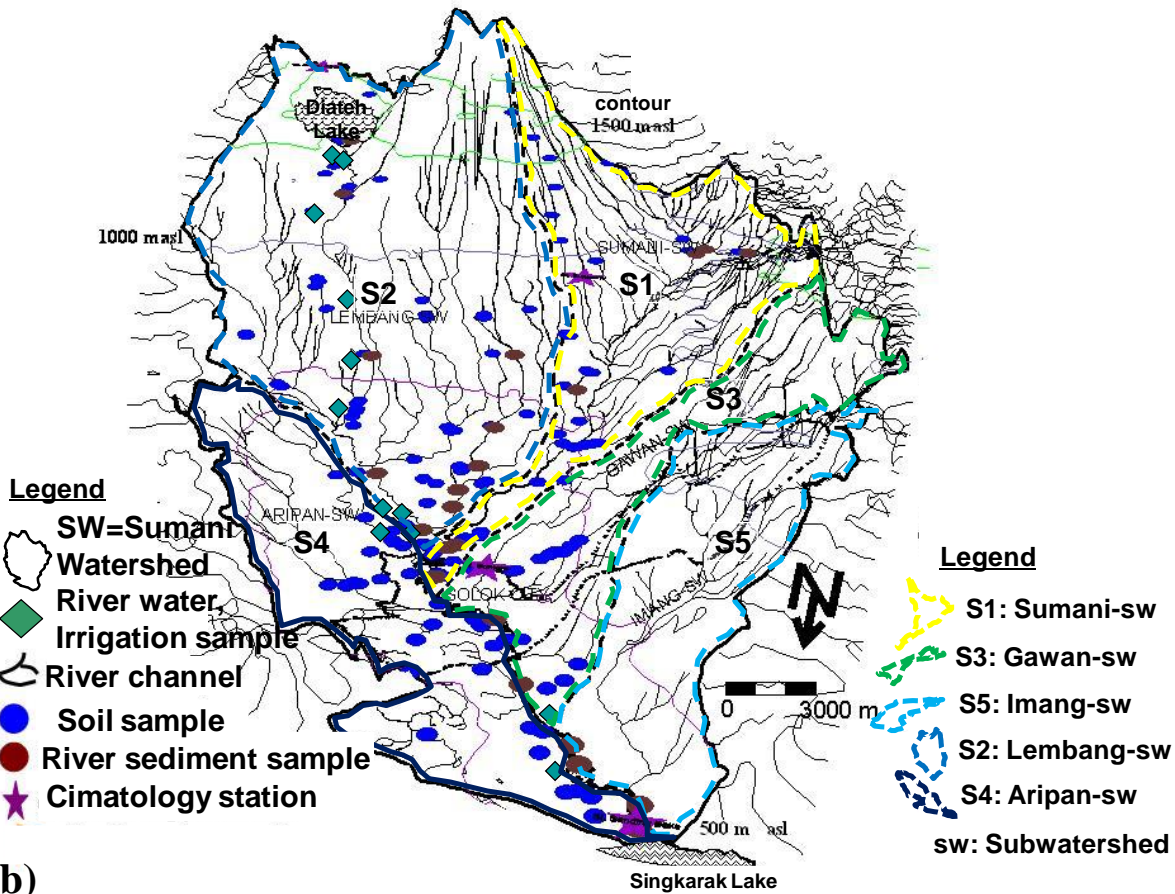 contour
1500 masl
Diateh
Lake
1000 masl
SUMANI-SW
S1
S2
LEMBANG-SW
S3
GAWAN-SW
ARIPAN-SW
S4
S5
IMANG-SW
SOLOK CITY
N
0 3000 m
500 m asl
Singkarak Lake
Legend
SW=Sumani
Watershed
River water,
Irrigation sample
River channel
Soil sample
River sediment sample
Cimatology station
Legend
S1: Sumani-sw
S3: Gawan-sw
S5: Imang-sw
S2: Lembang-sw
S4: Aripan-sw
sw: Subwatershed
b)